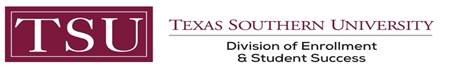 TSU
TEXAS SOUTHERN UNIVERSITY
Division of Enrollment
& Student Success